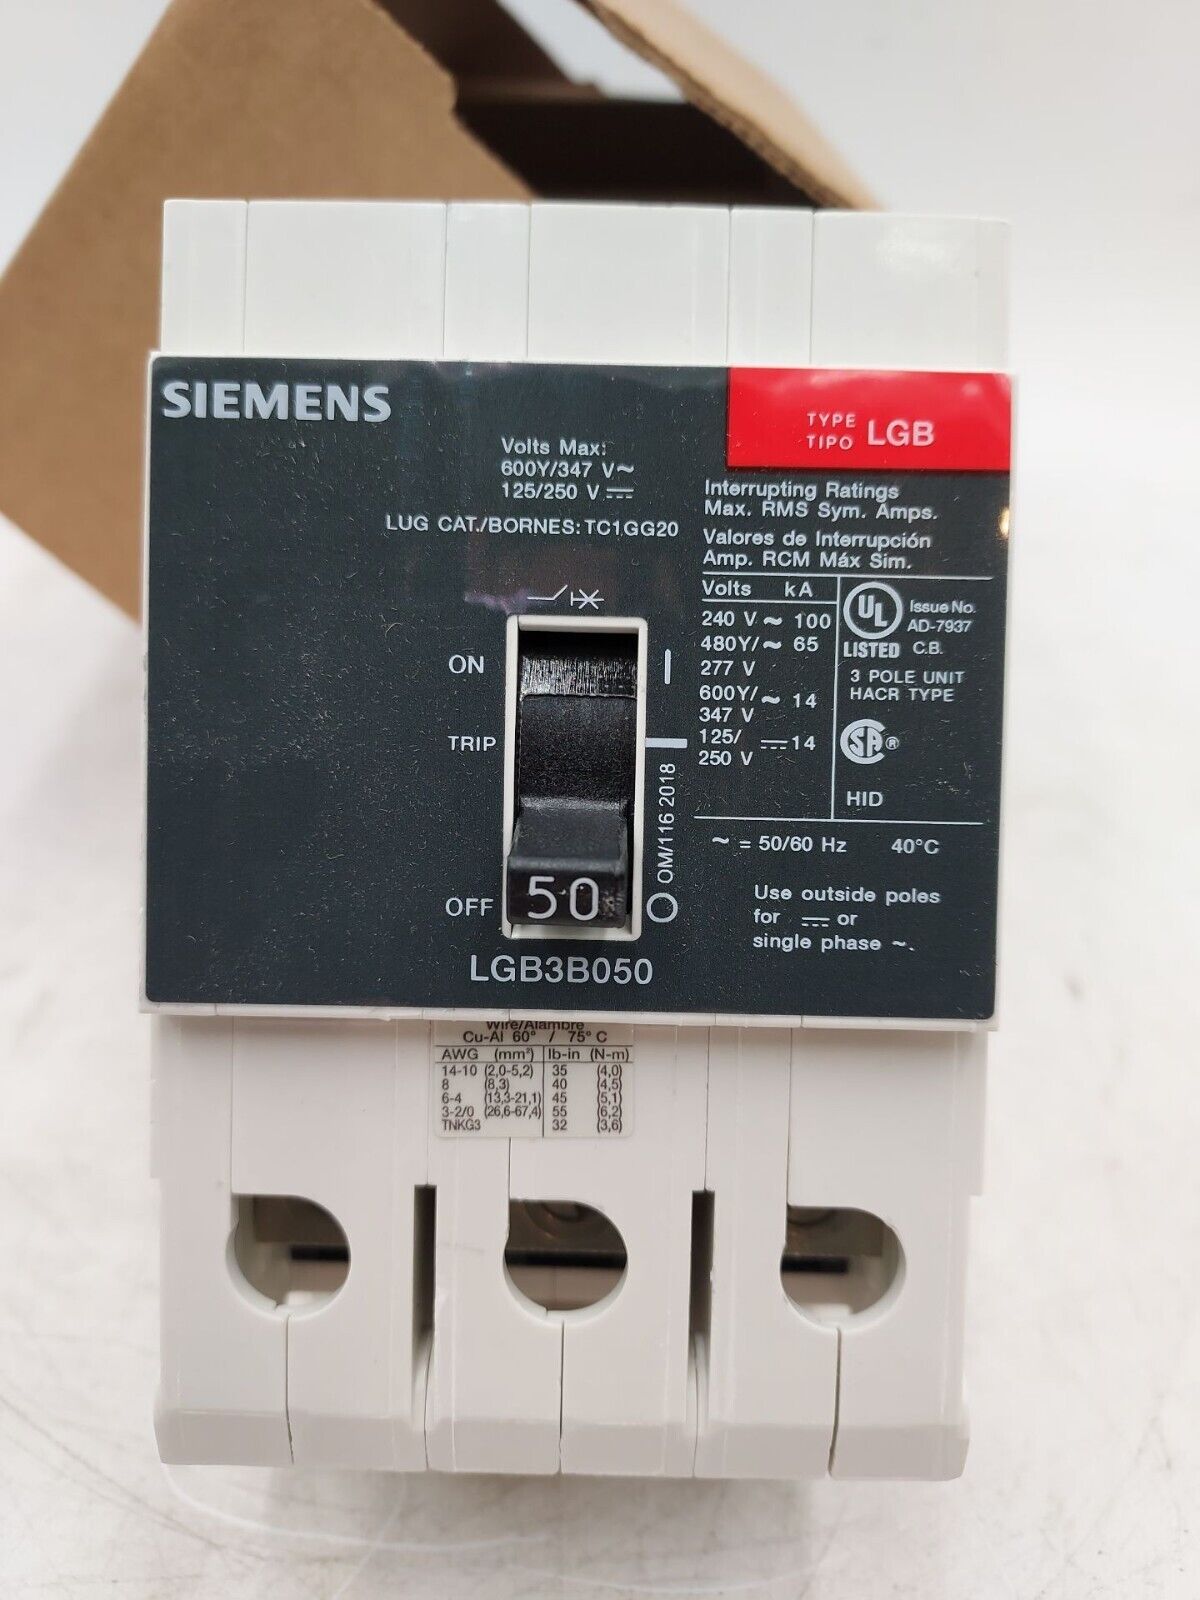 SIEMENS
TYPE
TIPO LGB
Volts Max:
600Y/347 V~
125/250 V ⎓
LUG CAT./BORNES: TC1GG20
Interrupting Ratings
Max. RMS Sym. Amps.
Valores de Interrupción
Amp. RCM Máx Sim.
Volts kA
240 V ~ 100
480Y/ ~ 65
277 V
600Y/ ~ 14
347 V
125/ ⎓ 14
250 V
UL
LISTED
Issue No.
AD-7937
C.B.
3 POLE UNIT
HACR TYPE
SA ®
HID
~ = 50/60 Hz 40°C
Use outside poles
for ⎓ or
single phase ~.
ON
TRIP
OFF
50
OM/116 2018
LGB3B050
Wire/Alambre
Cu-Al 60° / 75° C
AWG (mm²) lb-in (N-m)
14-10 (2,0-5,2) 35 (4,0)
8 (8,3) 40 (4,5)
6-4 (13,3-21,1) 45 (5,1)
3-2/0 (26,6-67,4) 55 (6,2)
TNKG3 32 (3,6)